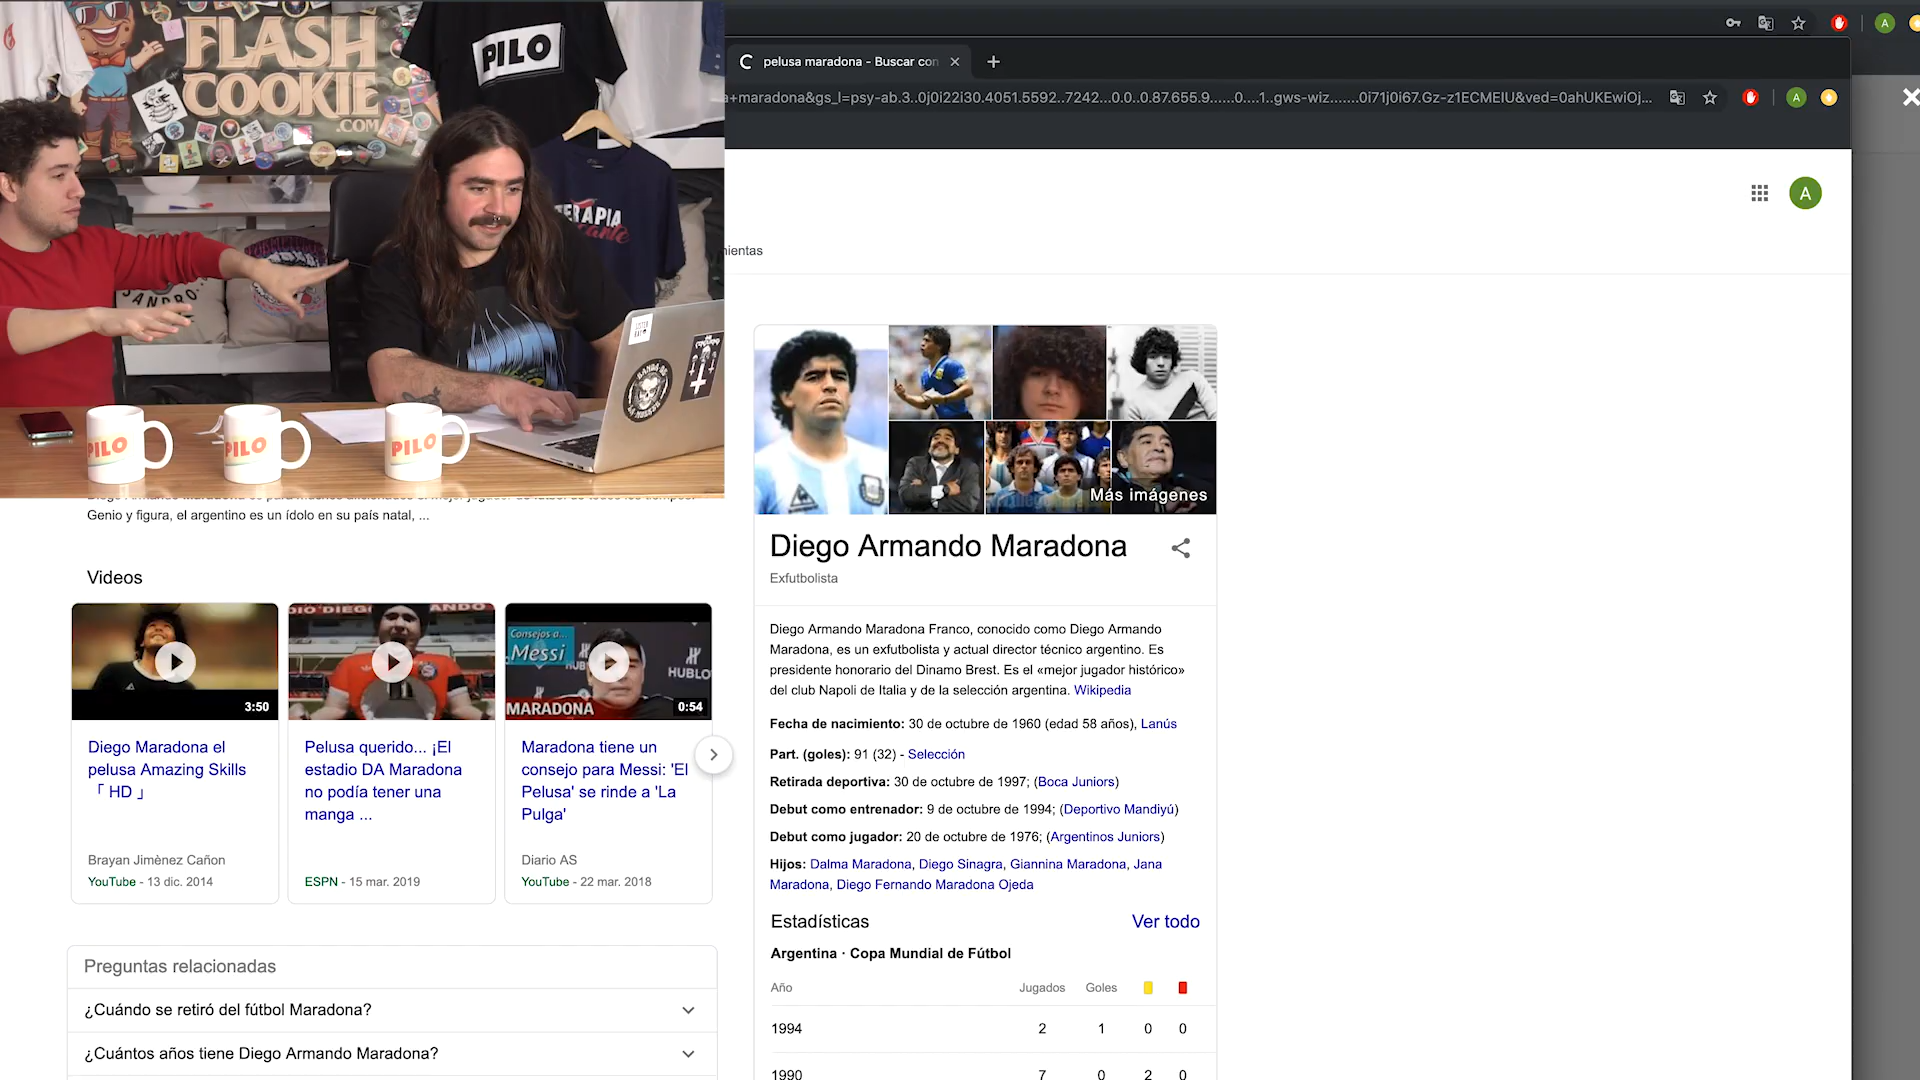 FLASH
COOKIE
.COM
PILO
TERAPIA
PILO
PILO
PILO
pelusa maradona - Buscar con
a+maradona&gs_l=psy-ab.3..0j0i22i30.4051.5592..7242...0.0..0.87.655.9......0....1..gws-wiz.......0i71j0i67.Gz-z1ECMEIU&ved=0ahUKEwiOj...
A
A
A
mientas
Genio y figura, el argentino es un ídolo en su país natal, ...
Videos
3:50
Diego Maradona el
pelusa Amazing Skills
「 HD 」
Brayan Jimènez Cañon
YouTube - 13 dic. 2014
Pelusa querido... ¡El
estadio DA Maradona
no podía tener una
manga ...
ESPN - 15 mar. 2019
Consejos a...
Messi
HUBLO
MARADONA
0:54
Maradona tiene un
consejo para Messi: 'El
Pelusa' se rinde a 'La
Pulga'
Diario AS
YouTube - 22 mar. 2018
Preguntas relacionadas
¿Cuándo se retiró del fútbol Maradona?
¿Cuántos años tiene Diego Armando Maradona?
Más imágenes
Diego Armando Maradona
Exfutbolista
Diego Armando Maradona Franco, conocido como Diego Armando
Maradona, es un exfutbolista y actual director técnico argentino. Es
presidente honorario del Dinamo Brest. Es el «mejor jugador histórico»
del club Napoli de Italia y de la selección argentina. Wikipedia
Fecha de nacimiento: 30 de octubre de 1960 (edad 58 años), Lanús
Part. (goles): 91 (32) - Selección
Retirada deportiva: 30 de octubre de 1997; (Boca Juniors)
Debut como entrenador: 9 de octubre de 1994; (Deportivo Mandiyú)
Debut como jugador: 20 de octubre de 1976; (Argentinos Juniors)
Hijos: Dalma Maradona, Diego Sinagra, Giannina Maradona, Jana
Maradona, Diego Fernando Maradona Ojeda
Estadísticas Ver todo
Argentina · Copa Mundial de Fútbol
Año Jugados Goles
1994 2 1 0 0
1990 7 0 2 0